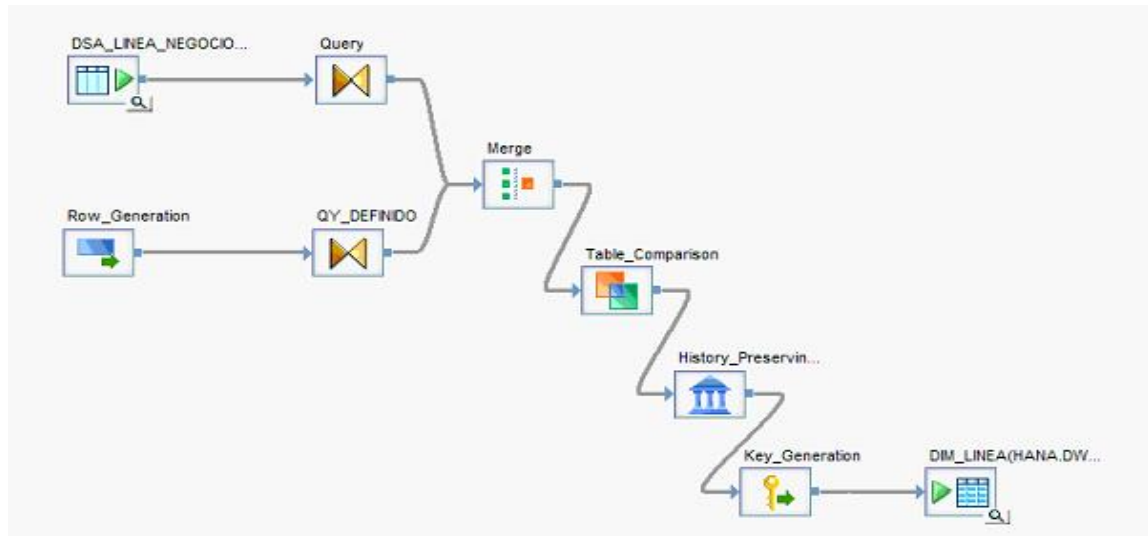 DSA_LINEA_NEGOCIO...
Query
Merge
Row_Generation
QY_DEFINIDO
Table_Comparison
History_Preservin...
Key_Generation
DIM_LINEA(HANA.DW...